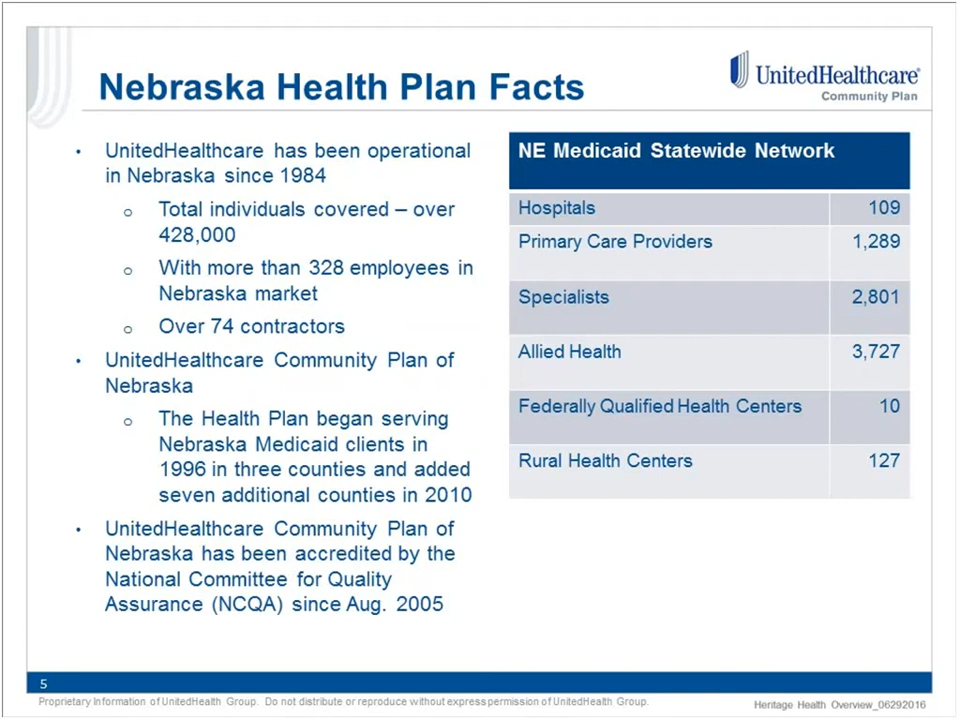 Nebraska Health Plan Facts
UnitedHealthcare®
Community Plan
• UnitedHealthcare has been operational
in Nebraska since 1984
o Total individuals covered – over
428,000
o With more than 328 employees in
Nebraska market
o Over 74 contractors
• UnitedHealthcare Community Plan of
Nebraska
o The Health Plan began serving
Nebraska Medicaid clients in
1996 in three counties and added
seven additional counties in 2010
• UnitedHealthcare Community Plan of
Nebraska has been accredited by the
National Committee for Quality
Assurance (NCQA) since Aug. 2005
NE Medicaid Statewide Network
Hospitals 109
Primary Care Providers 1,289
Specialists 2,801
Allied Health 3,727
Federally Qualified Health Centers 10
Rural Health Centers 127
5
Proprietary Information of UnitedHealth Group. Do not distribute or reproduce without express permission of UnitedHealth Group.
Heritage Health Overview_06292016